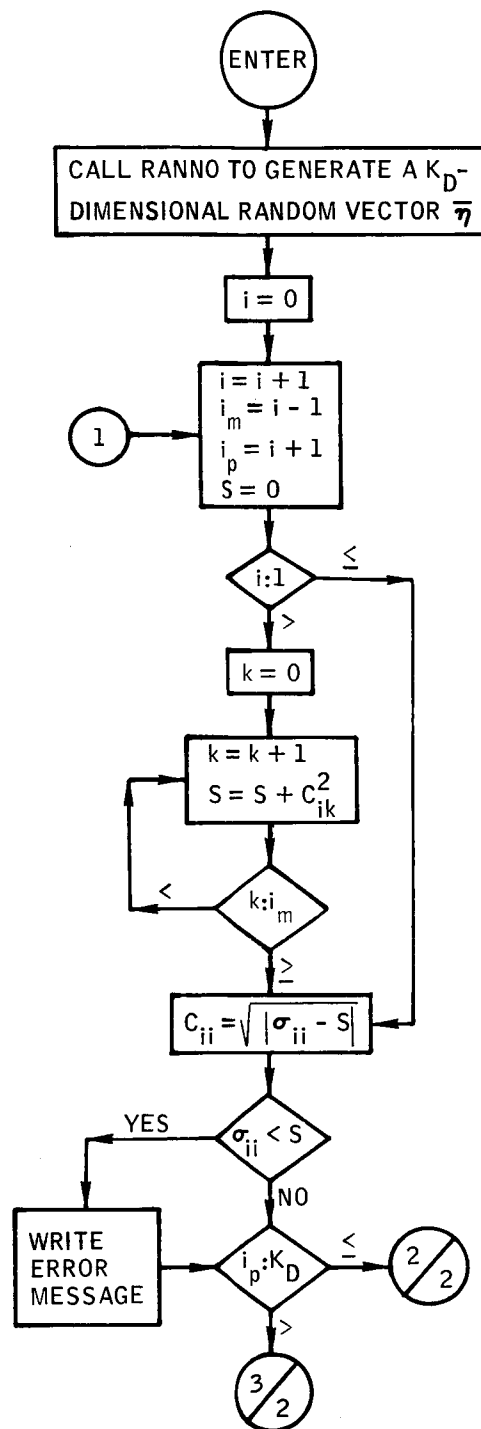 ENTER
CALL RANNO TO GENERATE A K_D-
DIMENSIONAL RANDOM VECTOR η̅
i = 0
i = i + 1
i_m = i - 1
1
i_p = i + 1
S = 0
i:1
≤
>
k = 0
k = k + 1
S = S + C_ik^2
<
k:i_m
≥
C_ii = √|σ_ii - S|
YES
σ_ii < S
NO
WRITE
ERROR
MESSAGE
i_p:K_D
≤
2/2
>
3/2